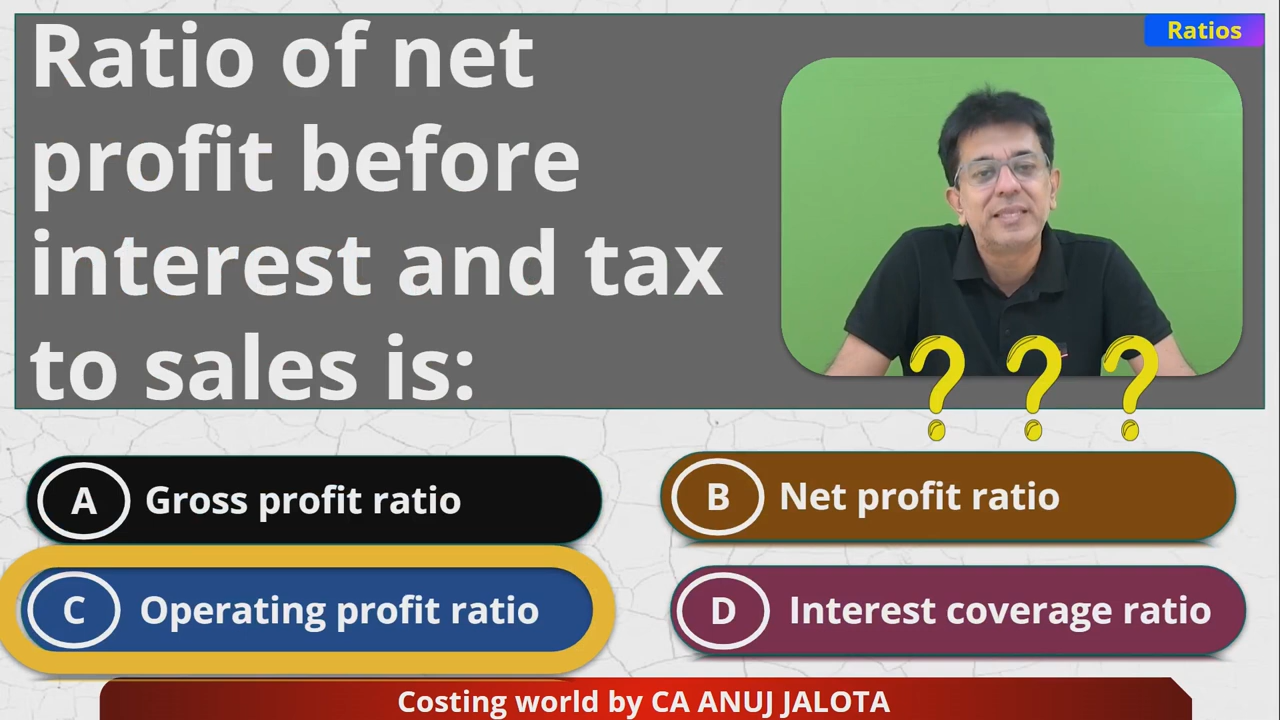 Ratio of net
profit before
interest and tax
to sales is:
Ratios
? ? ?
A Gross profit ratio
B Net profit ratio
C Operating profit ratio
D Interest coverage ratio
Costing world by CA ANUJ JALOTA